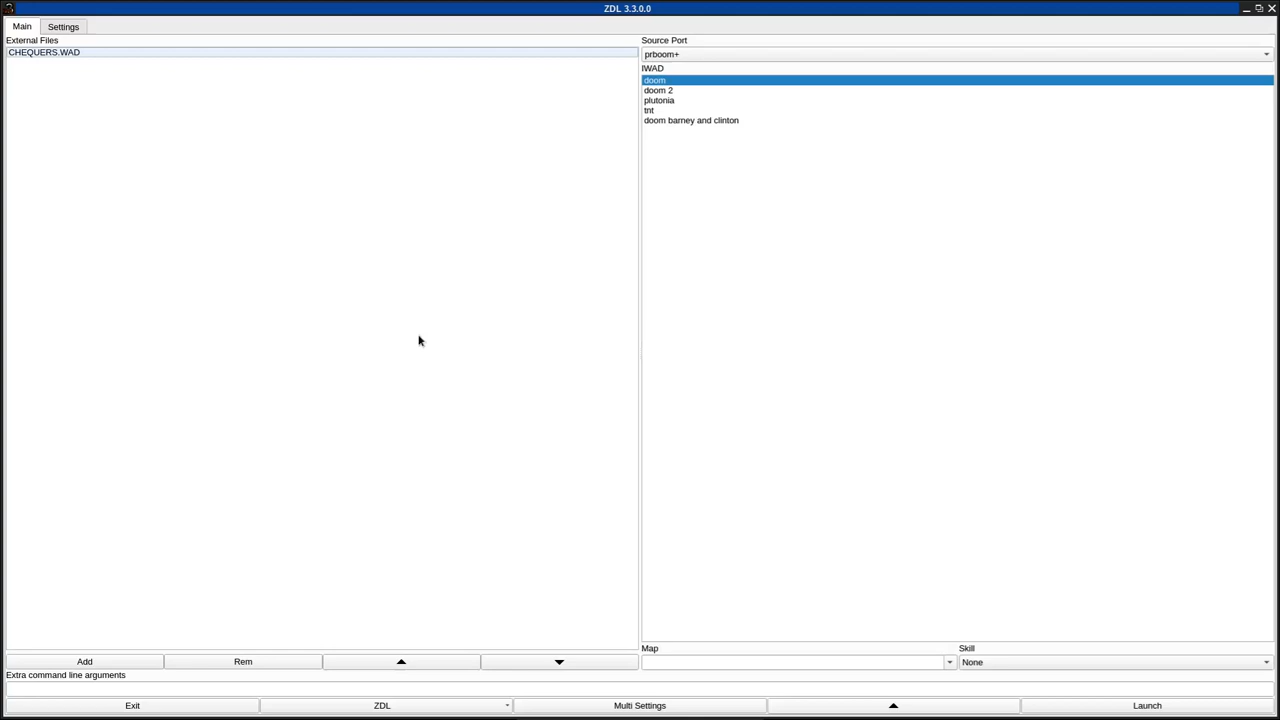 ZDL 3.3.0.0
Main Settings
External Files
CHEQUERS.WAD
Source Port
prboom+
IWAD
doom
doom 2
plutonia
tnt
doom barney and clinton
Add Rem
Map Skill
None
Extra command line arguments
Exit ZDL Multi Settings Launch